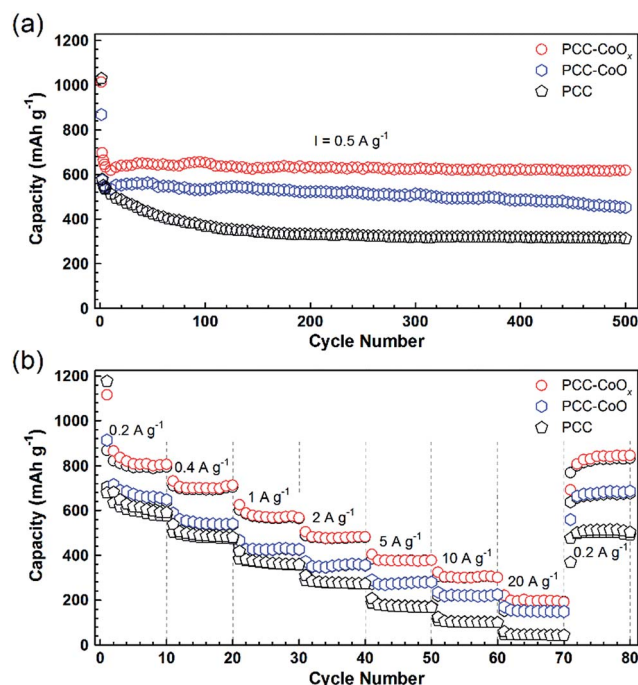 (a)
1200
1000
800
600
400
200
0
Capacity (mAh g⁻¹)
PCC-CoOₓ
PCC-CoO
PCC
I = 0.5 A g⁻¹
0 100 200 300 400 500
Cycle Number
(b)
1200
1000
800
600
400
200
0
Capacity (mAh g⁻¹)
PCC-CoOₓ
PCC-CoO
PCC
0.2 A g⁻¹
0.4 A g⁻¹
1 A g⁻¹
2 A g⁻¹
5 A g⁻¹
10 A g⁻¹
20 A g⁻¹
0.2 A g⁻¹
0 10 20 30 40 50 60 70 80
Cycle Number